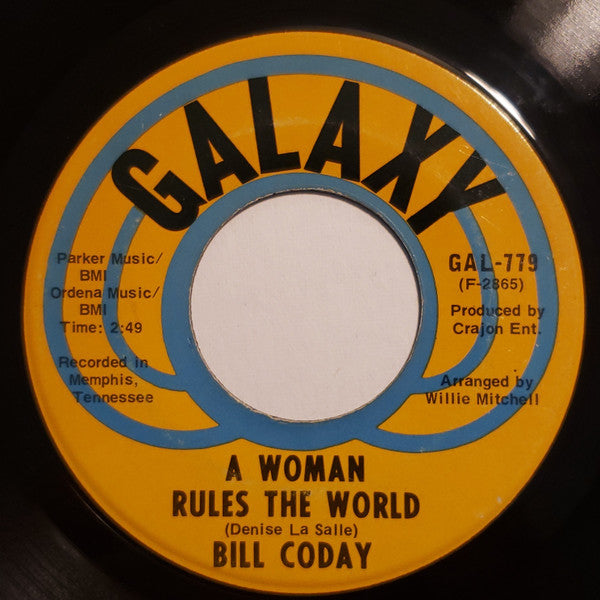 GALAXY
Parker Music/
BMI
Ordena Music/
BMI
Time: 2:49
Recorded in
Memphis,
Tennessee
GAL-779
(F-2865)
Produced by
Crajon Ent.
Arranged by
Willie Mitchell
A WOMAN
RULES THE WORLD
(Denise La Salle)
BILL CODAY